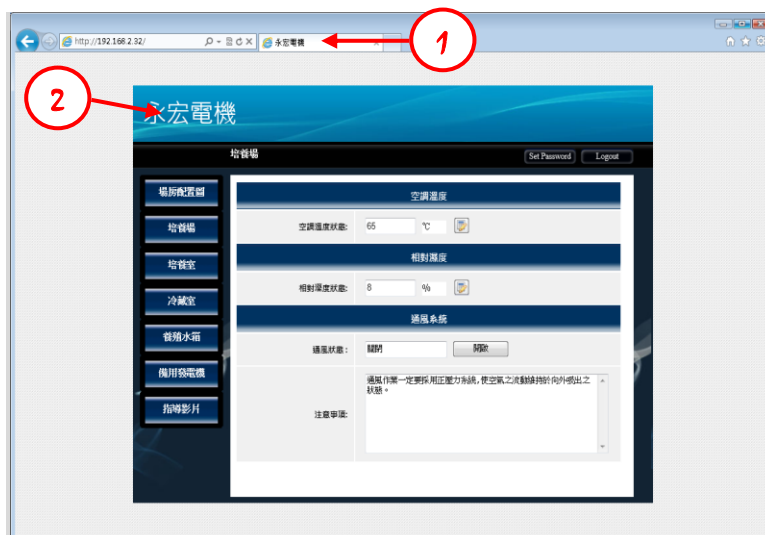 http://192.168.2.32/
永宏電機
1
2
永宏電機
培養場
Set Password
Logout
場房配置圖
培養場
培養室
冷藏室
養殖水箱
備用發電機
指導影片
空調溫度
空調溫度狀態:
65
℃
相對濕度
相對濕度狀態:
8
%
通風系統
通風狀態:
關閉
開啟
注意事項:
通風作業一定要採用正壓力系統,使空氣之流動維持於向外感出之
狀態。